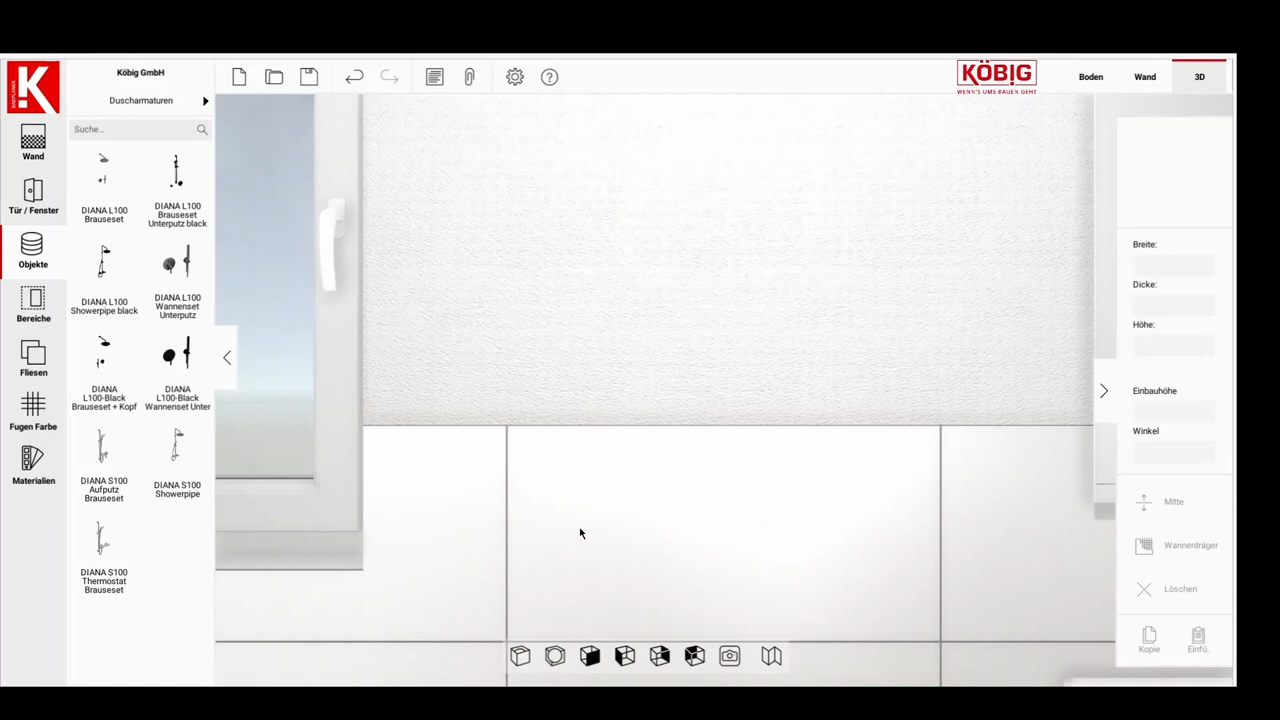 BADPLANER
Köbig GmbH
Duscharmaturen
Suche...
KÖBIG
WENN'S UMS BAUEN GEHT
Boden
Wand
3D
Wand
Tür / Fenster
Objekte
Bereiche
Fliesen
Fugen Farbe
Materialien
DIANA L100
Brauseset
DIANA L100
Brauseset
Unterputz black
DIANA L100
Showerpipe black
DIANA L100
Wannenset
Unterputz
DIANA
L100-Black
Brauseset + Kopf
DIANA
L100-Black
Wannenset Unter
DIANA S100
Aufputz
Brauseset
DIANA S100
Showerpipe
DIANA S100
Thermostat
Brauseset
Breite:
Dicke:
Höhe:
Einbauhöhe
Winkel
Mitte
Wannenträger
Löschen
Kopie
Einfü.